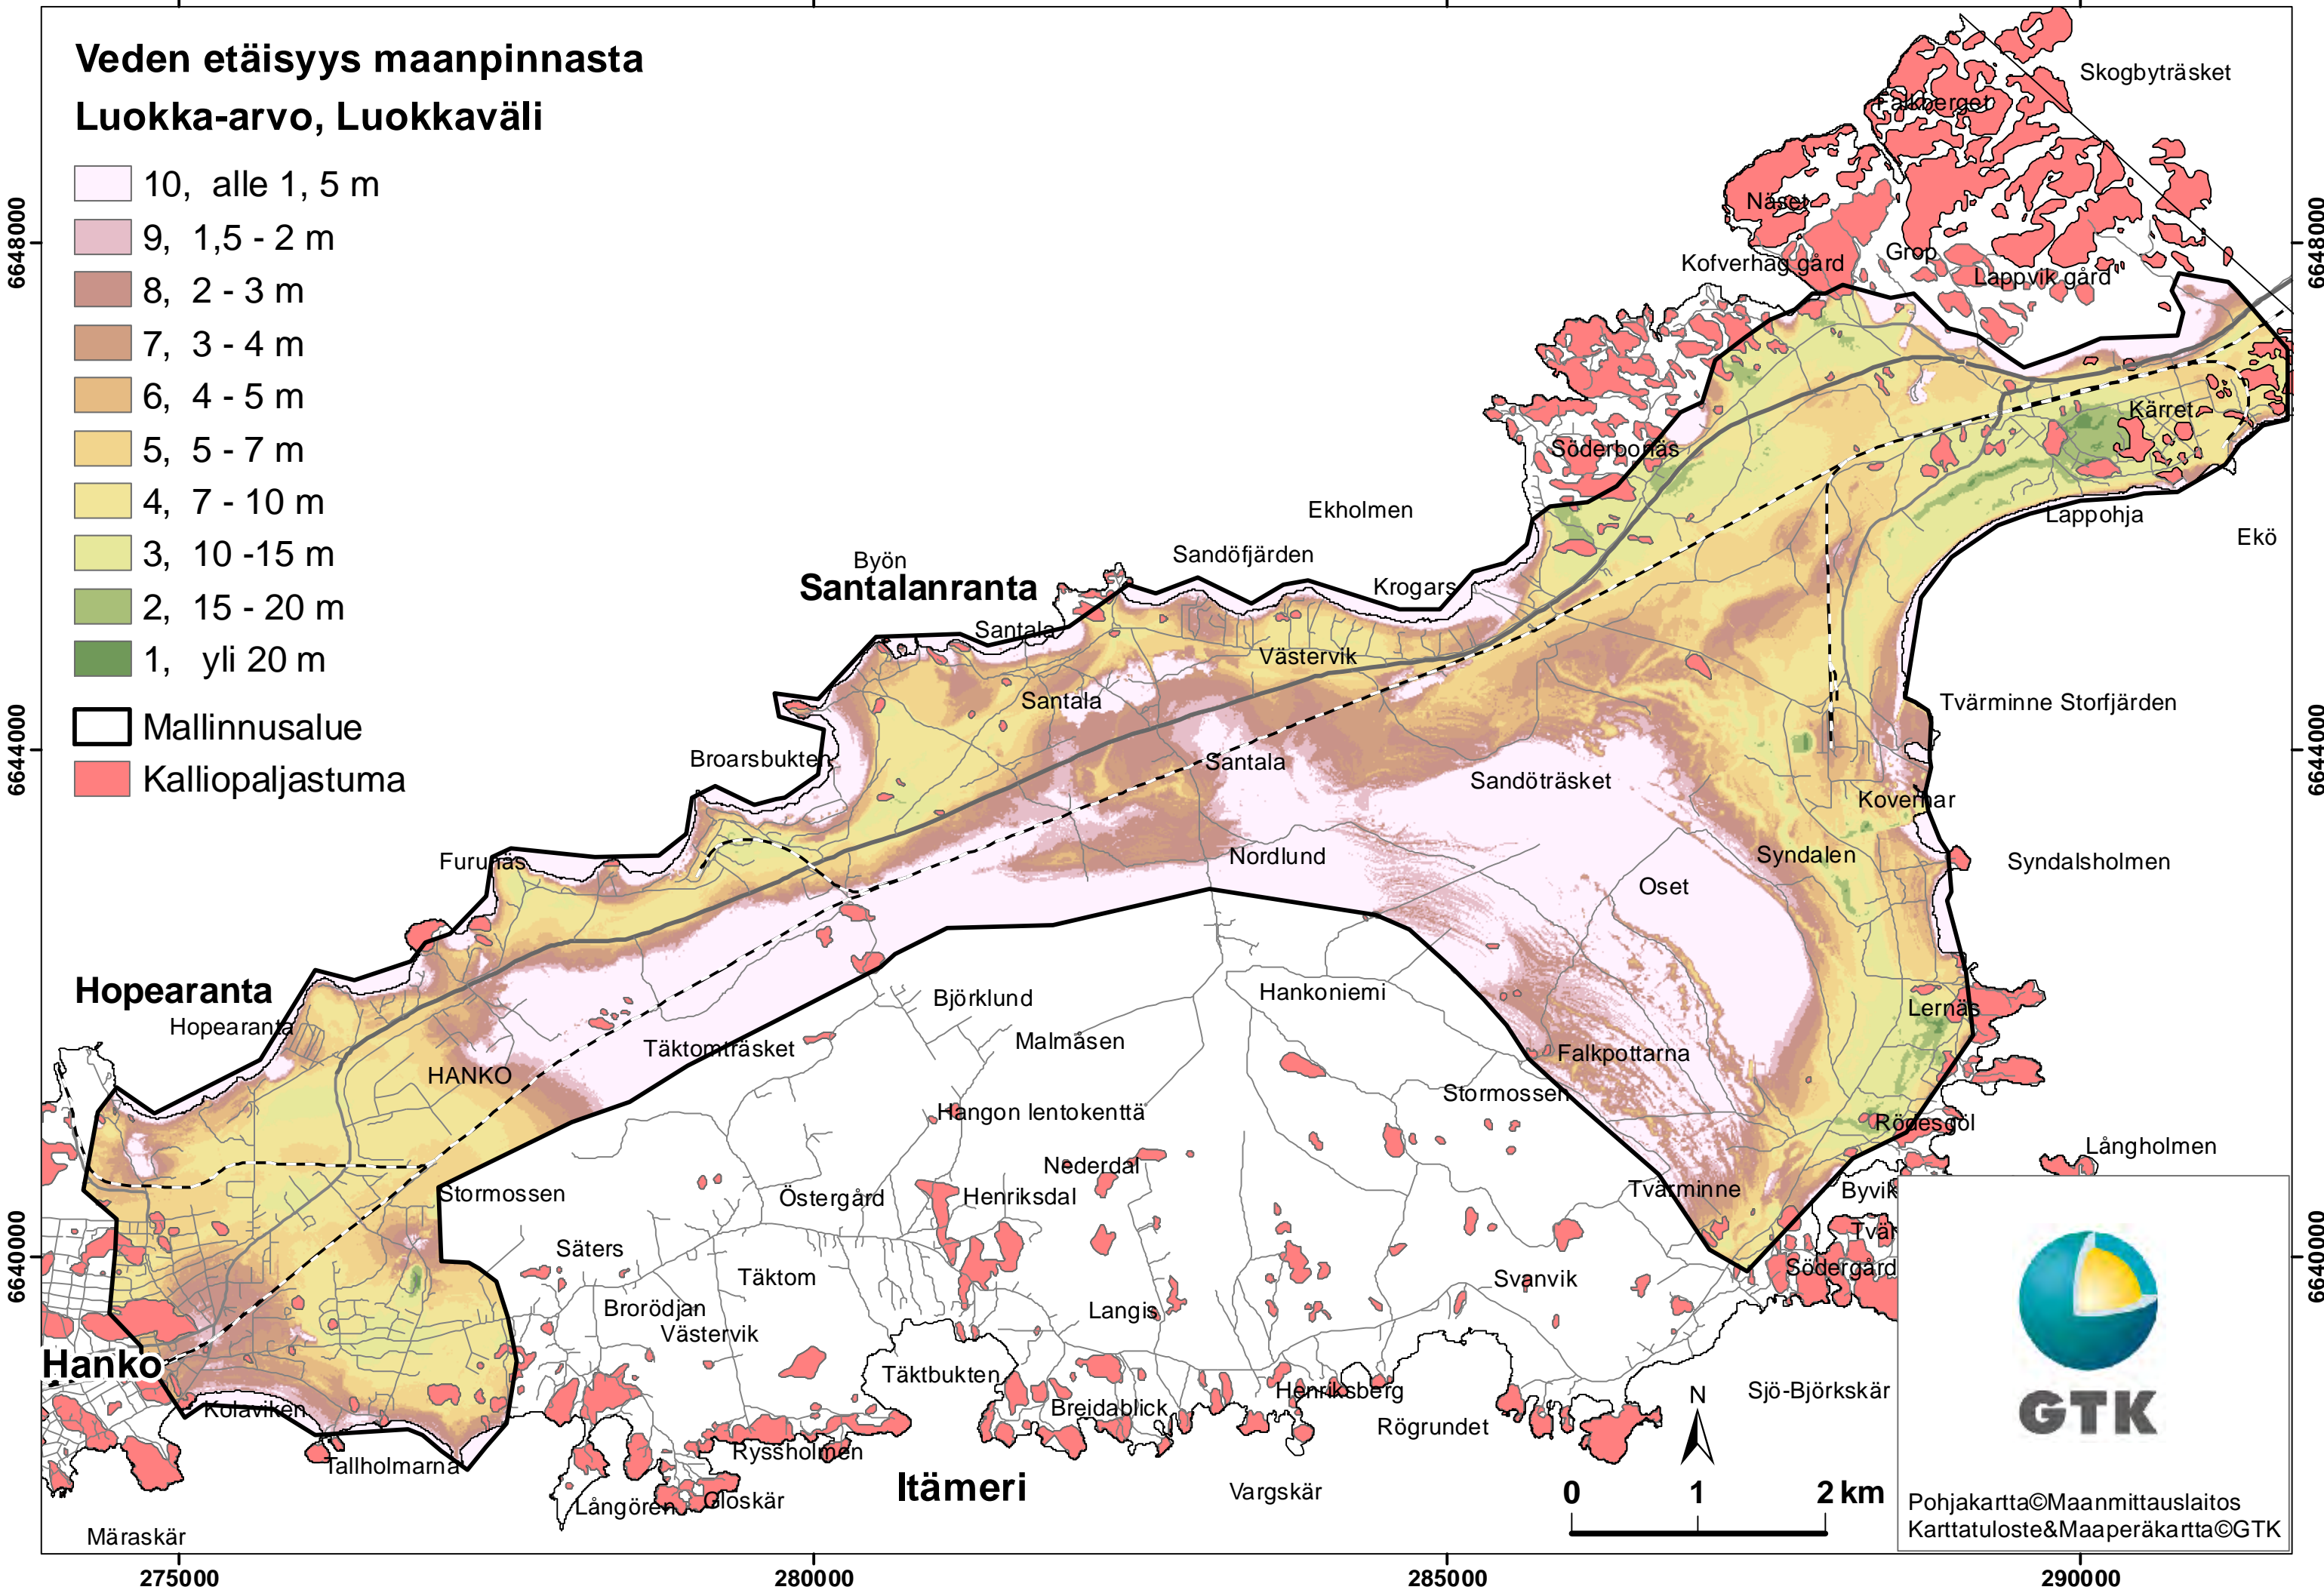 Veden etäisyys maanpinnasta
Luokka-arvo, Luokkaväli
10, alle 1, 5 m
9, 1,5 - 2 m
8, 2 - 3 m
7, 3 - 4 m
6, 4 - 5 m
5, 5 - 7 m
4, 7 - 10 m
3, 10 -15 m
2, 15 - 20 m
1, yli 20 m
Mallinnusalue
Kalliopaljastuma
Skogbyträsket
Falkberget
Näset
Grop
Kofverhag gård
Lappvik gård
6648000
6648000
Kärret
Söderbonäs
Ekholmen
Lappohja
Ekö
Byön
Sandöfjärden
Santalanranta
Krogars
Santala
Västervik
Santala
Tvärminne Storfjärden
6644000
6644000
Broarsbukten
Santala
Sandöträsket
Koverhar
Furunäs
Nordlund
Syndalen
Syndalsholmen
Oset
Hopearanta
Björklund
Hankoniemi
Lernäs
Hopearanta
Täktomträsket
Malmåsen
Falkpottarna
HANKO
Stormossen
Hangon lentokenttä
Rödesgöl
Långholmen
Nederdal
Stormossen
Östergård
Henriksdal
Tvärminne
Byvik
Tvär
6640000
6640000
Säters
Täktom
Svanvik
Södergård
Brorödjan
Langis
Västervik
Hanko
Täktbukten
Henriksberg
Sjö-Björkskär
Kolaviken
Breidablick
Rögrundet
N
Ryssholmen
Tallholmarna
Itämeri
Vargskär
Långören
Gloskär
Märaskär
0 1 2 km
GTK
Pohjakartta©Maanmittauslaitos
Karttatuloste&Maaperäkartta©GTK
275000
280000
285000
290000